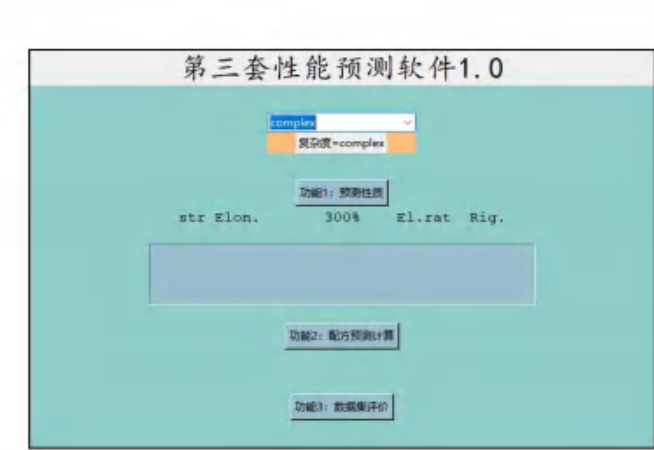 第三套性能预测软件1.0
complex
复杂度=complex
功能1：预测性质
str Elon. 300% El.rat Rig.
功能2：配方预测计算
功能3：数据集评价